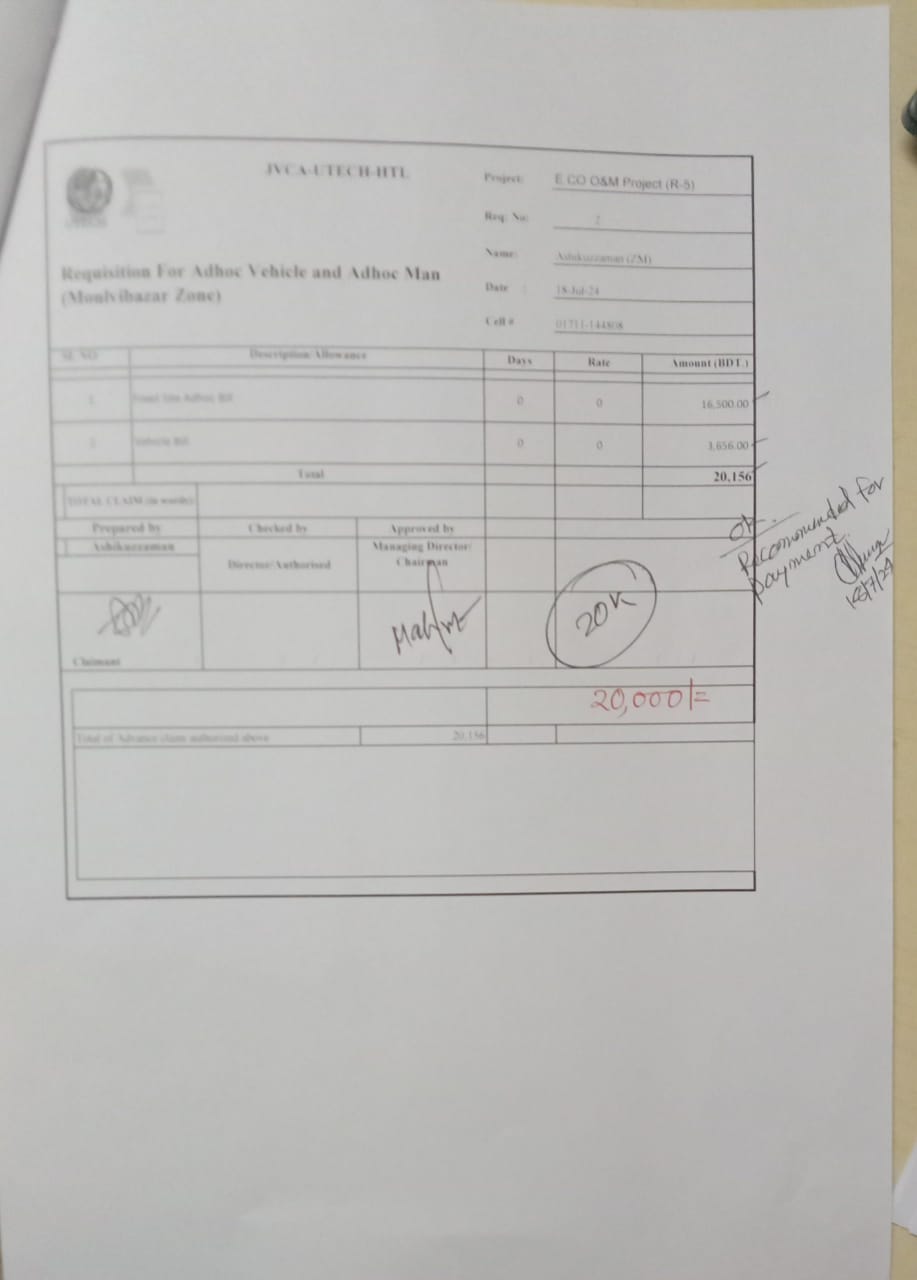 JVCA-UTECH-HTL
Project: E.CO O&M Project (R-5)
Req. No: 2
Name: Ashikuzzaman (ZM)
Requisition For Adhoc Vehicle and Adhoc Man
(Moulvibazar Zone)
Date : 18-Jul-24
Cell # 01711-144808
SL NO Description/Allowance Days Rate Amount (BDT.)
1 Site Adhoc Bill 0 0 16,500.00
2 Vehicle Bill 0 0 3,656.00
Total 20,156
TOTAL CLAIM (in words)
Prepared by Checked by Approved by
Ashikuzzaman Director/Authorised Managing Director/
Chairman
OK.
Recommended for
payment.
18/7/24
20K
Claimant
20,000/=
Total of Advance claim authorized above 20,156